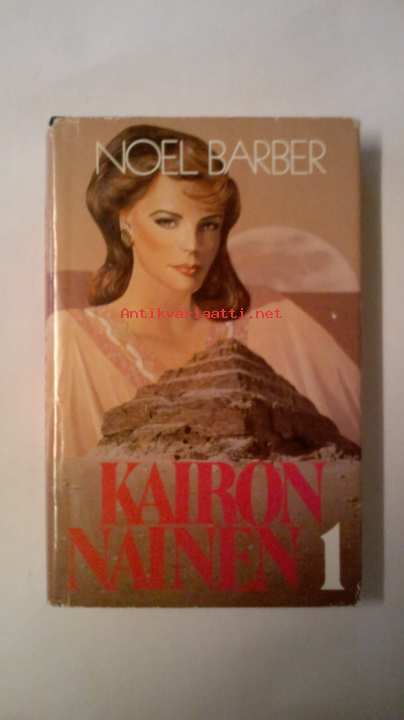 NOEL BARBER
Antikvariaatti.net
KAIRON
NAINEN 1